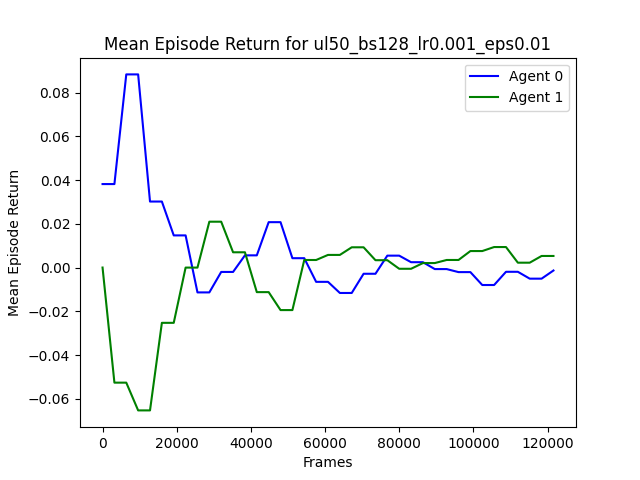 Mean Episode Return for ul50_bs128_lr0.001_eps0.01
Agent 0
Agent 1
Mean Episode Return
0.08
0.06
0.04
0.02
0.00
−0.02
−0.04
−0.06
0 20000 40000 60000 80000 100000 120000
Frames